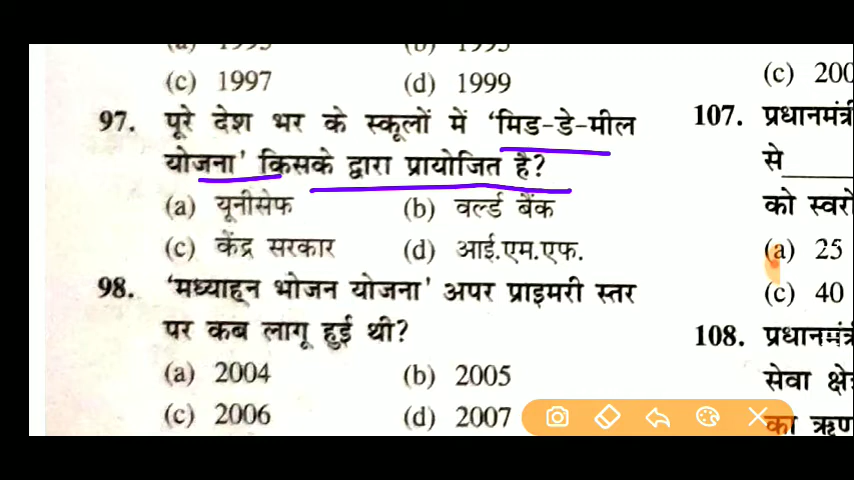 (c) 1997 (d) 1999
97. पूरे देश भर के स्कूलों में 'मिड-डे-मील
योजना' किसके द्वारा प्रायोजित है?
(a) यूनीसेफ (b) वर्ल्ड बैंक
(c) केंद्र सरकार (d) आई.एम.एफ.
98. 'मध्याह्न भोजन योजना' अपर प्राइमरी स्तर
पर कब लागू हुई थी?
(a) 2004 (b) 2005
(c) 2006 (d) 2007
(c) 200
107. प्रधानमंत्री
से
को स्वरो
(a) 25
(c) 40
108. प्रधानमंत्री
सेवा क्षे
का ऋण